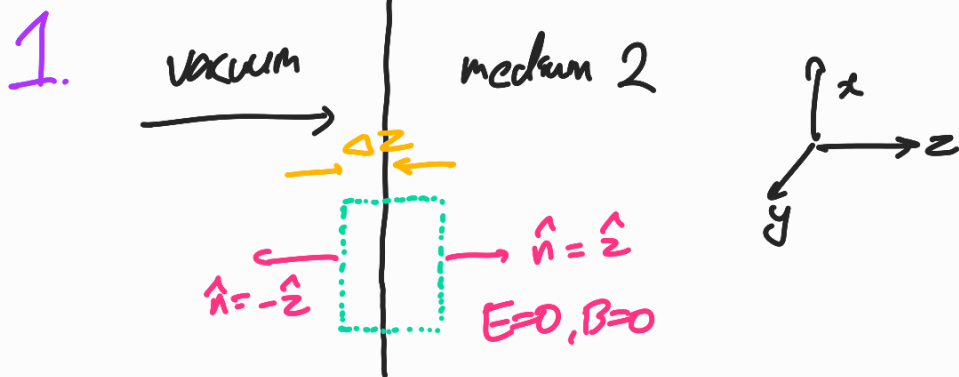 1.
vacuum
medium 2
Δz
x
z
y
n̂ = -ẑ
n̂ = ẑ
E=0, B=0